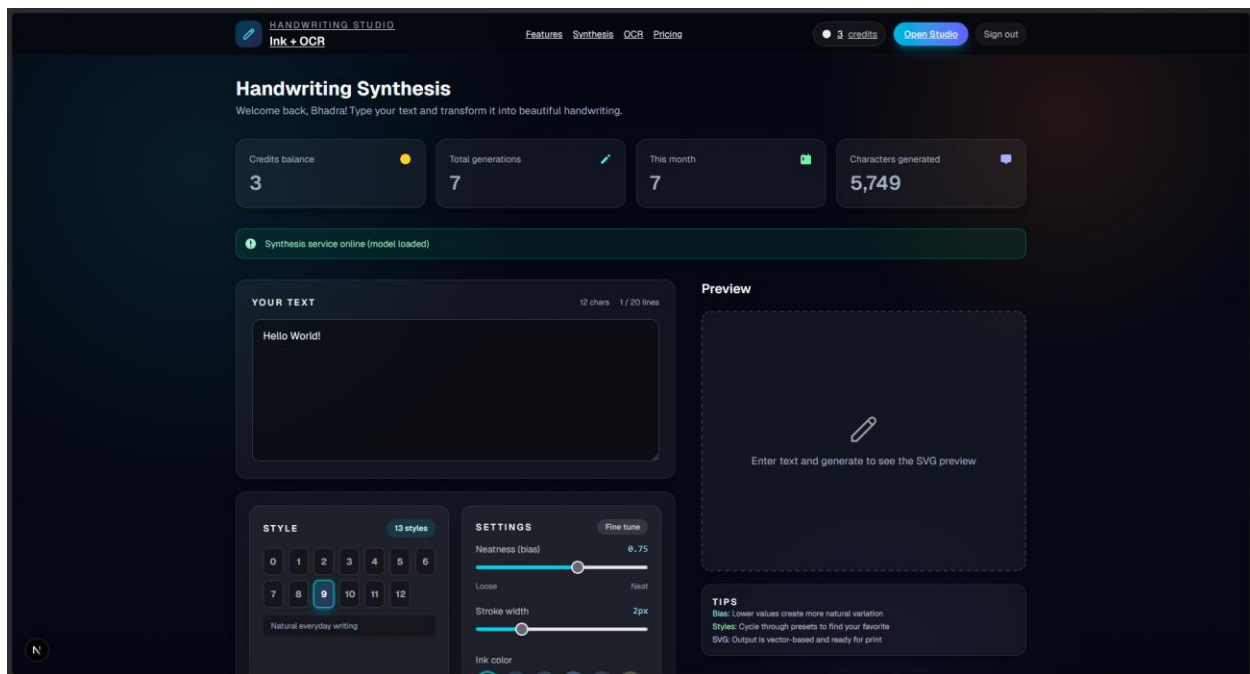 HANDWRITING STUDIO
Ink + OCR
Features Synthesis OCR Pricing
3 credits
Open Studio
Sign out
Handwriting Synthesis
Welcome back, Bhadra! Type your text and transform it into beautiful handwriting.
Credits balance
3
Total generations
7
This month
7
Characters generated
5,749
Synthesis service online (model loaded)
YOUR TEXT
12 chars 1 / 20 lines
Hello World!
Preview
Enter text and generate to see the SVG preview
STYLE
13 styles
0 1 2 3 4 5 6
7 8 9 10 11 12
Natural everyday writing
SETTINGS
Fine tune
Neatness (bias) 0.75
Loose Neat
Stroke width 2px
Ink color
TIPS
Bias: Lower values create more natural variation
Styles: Cycle through presets to find your favorite
SVG: Output is vector-based and ready for print
N